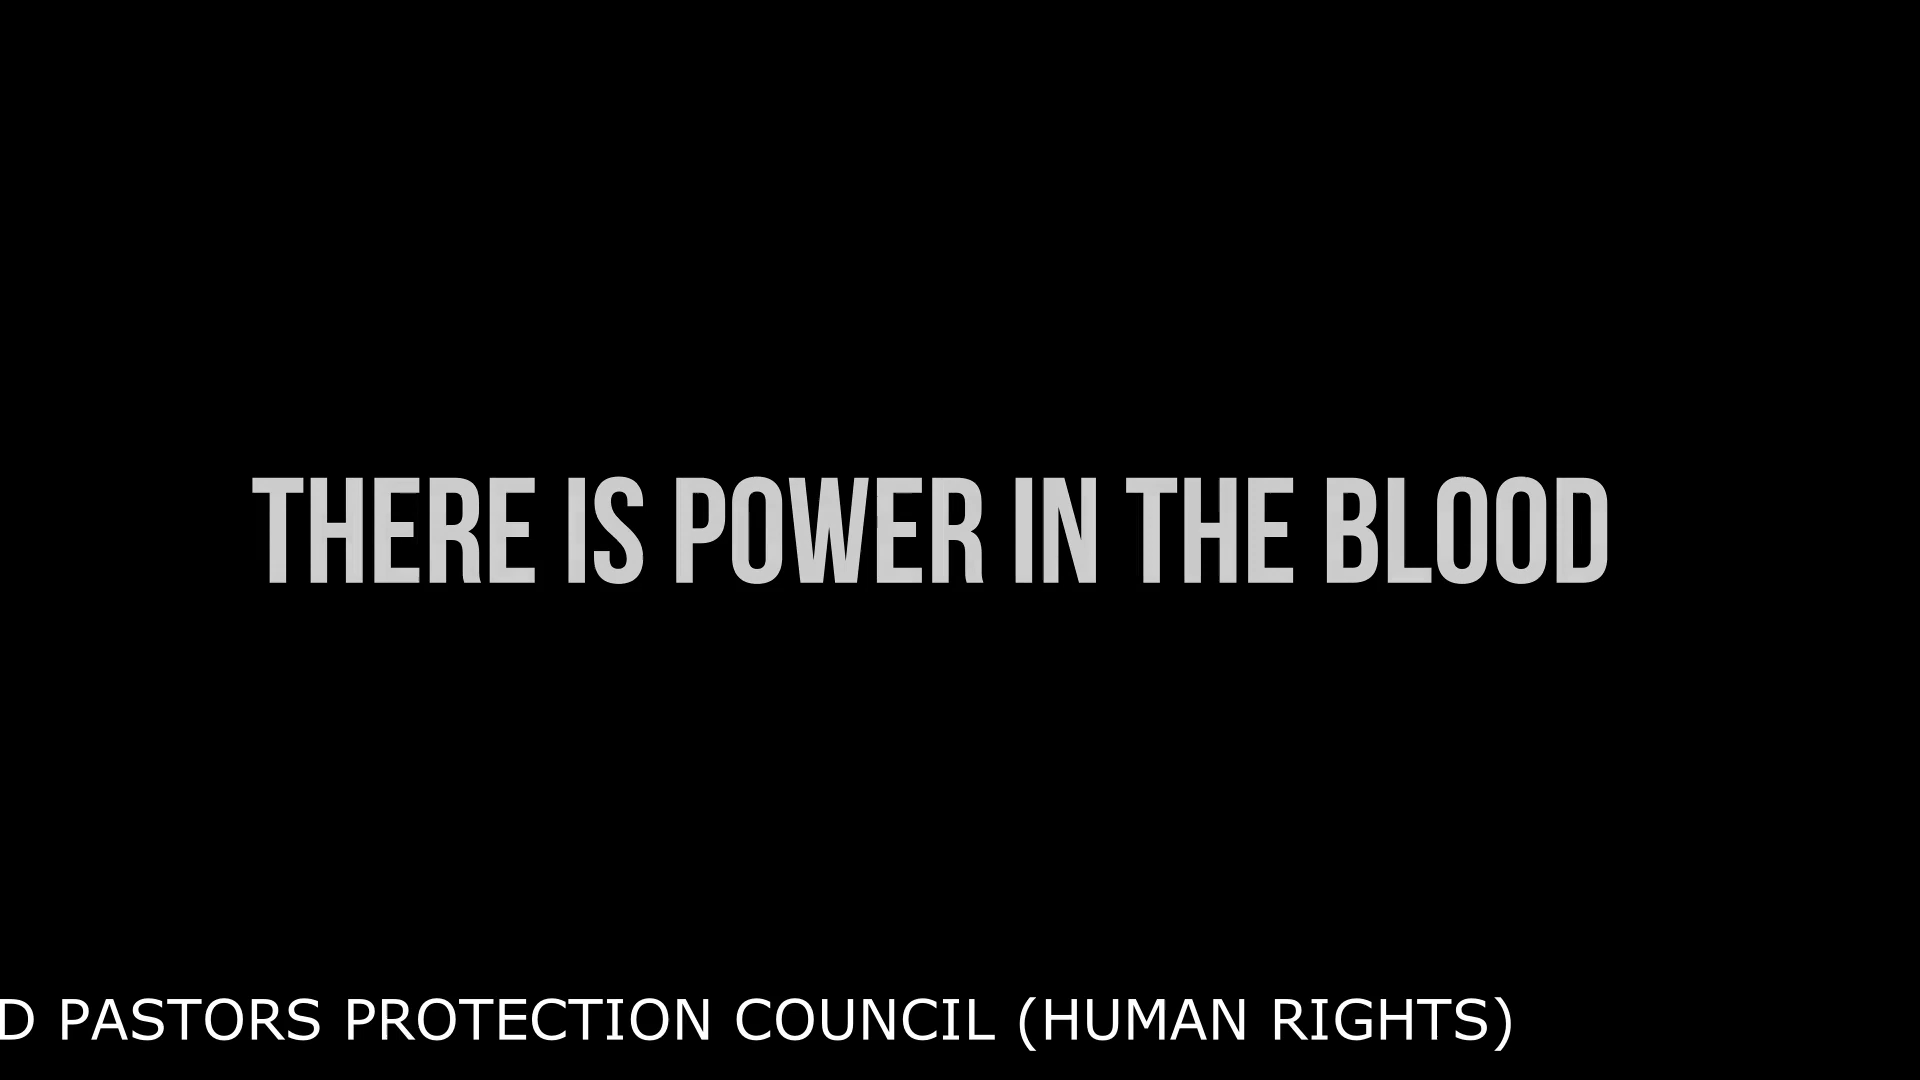 THERE IS POWER IN THE BLOOD
D PASTORS PROTECTION COUNCIL (HUMAN RIGHTS)